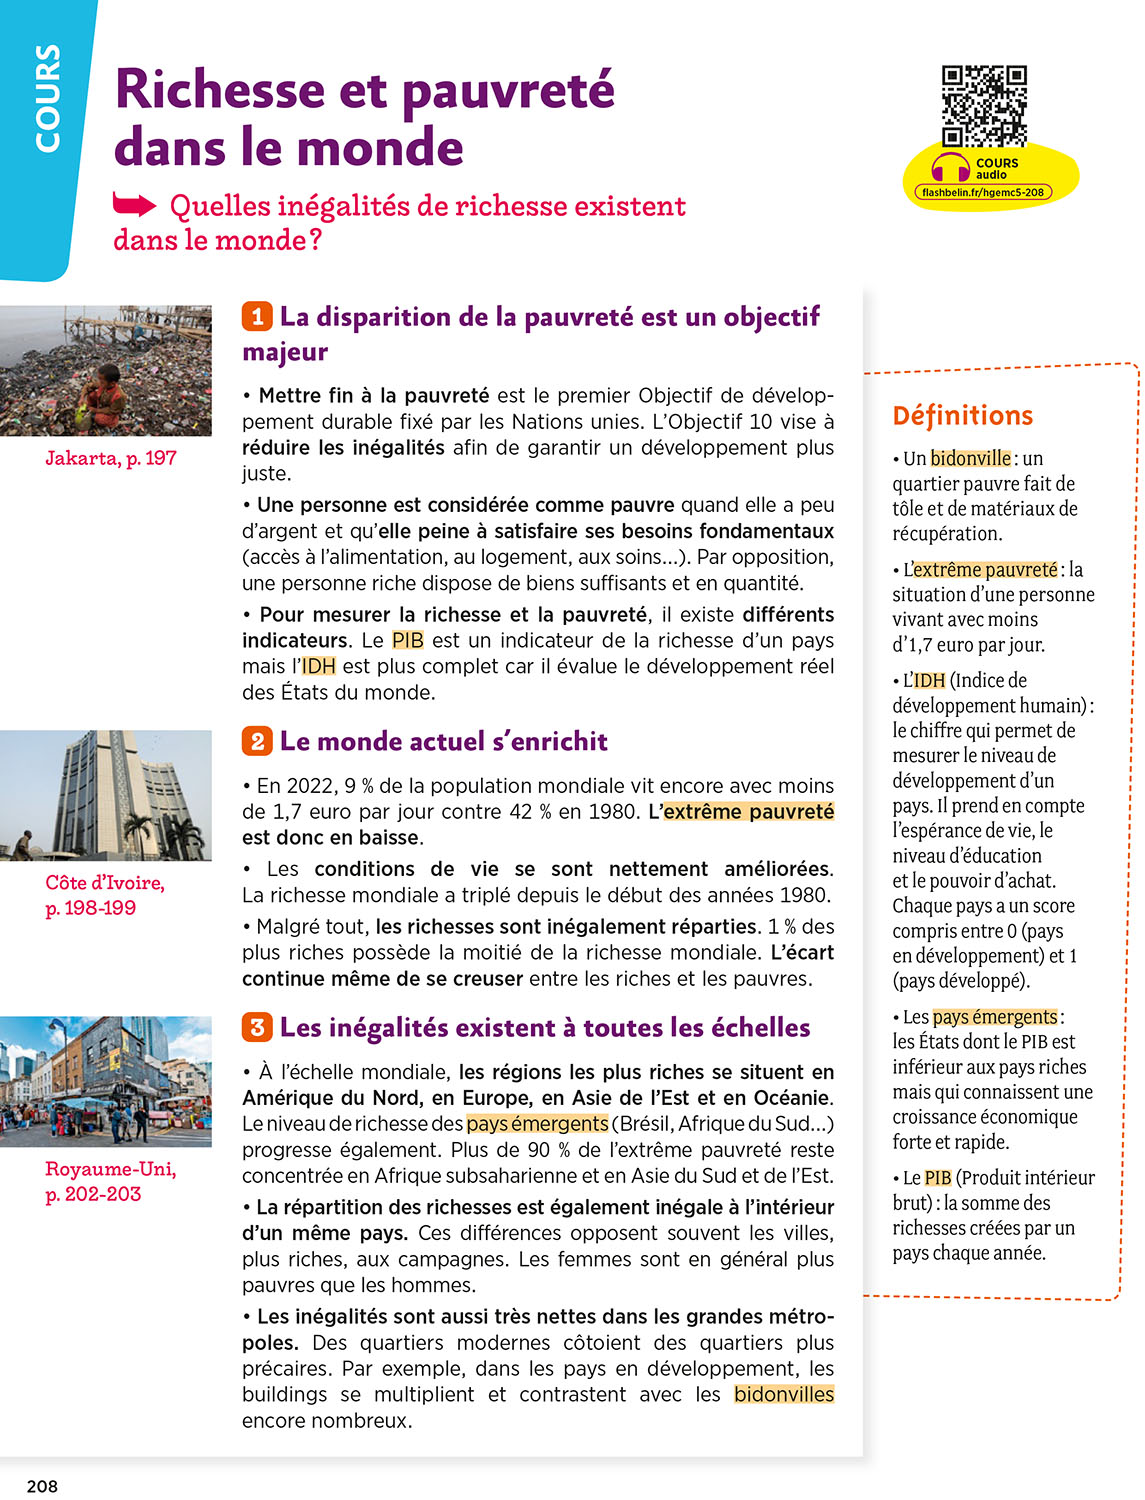 COURS
Richesse et pauvreté
dans le monde
Quelles inégalités de richesse existent
dans le monde ?
COURS
audio
flashbelin.fr/hgemc5-208
Jakarta, p. 197
1 La disparition de la pauvreté est un objectif
majeur
• Mettre fin à la pauvreté est le premier Objectif de dévelop-
pement durable fixé par les Nations unies. L'Objectif 10 vise à
réduire les inégalités afin de garantir un développement plus
juste.
• Une personne est considérée comme pauvre quand elle a peu
d'argent et qu'elle peine à satisfaire ses besoins fondamentaux
(accès à l'alimentation, au logement, aux soins...). Par opposition,
une personne riche dispose de biens suffisants et en quantité.
• Pour mesurer la richesse et la pauvreté, il existe différents
indicateurs. Le PIB est un indicateur de la richesse d'un pays
mais l'IDH est plus complet car il évalue le développement réel
des États du monde.
Côte d'Ivoire,
p. 198-199
2 Le monde actuel s'enrichit
• En 2022, 9 % de la population mondiale vit encore avec moins
de 1,7 euro par jour contre 42 % en 1980. L'extrême pauvreté
est donc en baisse.
• Les conditions de vie se sont nettement améliorées.
La richesse mondiale a triplé depuis le début des années 1980.
• Malgré tout, les richesses sont inégalement réparties. 1 % des
plus riches possède la moitié de la richesse mondiale. L'écart
continue même de se creuser entre les riches et les pauvres.
Royaume-Uni,
p. 202-203
3 Les inégalités existent à toutes les échelles
• À l'échelle mondiale, les régions les plus riches se situent en
Amérique du Nord, en Europe, en Asie de l'Est et en Océanie.
Le niveau de richesse des pays émergents (Brésil, Afrique du Sud...)
progresse également. Plus de 90 % de l'extrême pauvreté reste
concentrée en Afrique subsaharienne et en Asie du Sud et de l'Est.
• La répartition des richesses est également inégale à l'intérieur
d'un même pays. Ces différences opposent souvent les villes,
plus riches, aux campagnes. Les femmes sont en général plus
pauvres que les hommes.
• Les inégalités sont aussi très nettes dans les grandes métro-
poles. Des quartiers modernes côtoient des quartiers plus
précaires. Par exemple, dans les pays en développement, les
buildings se multiplient et contrastent avec les bidonvilles
encore nombreux.
Définitions
• Un bidonville : un
quartier pauvre fait de
tôle et de matériaux de
récupération.
• L'extrême pauvreté : la
situation d'une personne
vivant avec moins
d'1,7 euro par jour.
• L'IDH (Indice de
développement humain) :
le chiffre qui permet de
mesurer le niveau de
développement d'un
pays. Il prend en compte
l'espérance de vie, le
niveau d'éducation
et le pouvoir d'achat.
Chaque pays a un score
compris entre 0 (pays
en développement) et 1
(pays développé).
• Les pays émergents :
les États dont le PIB est
inférieur aux pays riches
mais qui connaissent une
croissance économique
forte et rapide.
• Le PIB (Produit intérieur
brut) : la somme des
richesses créées par un
pays chaque année.
208